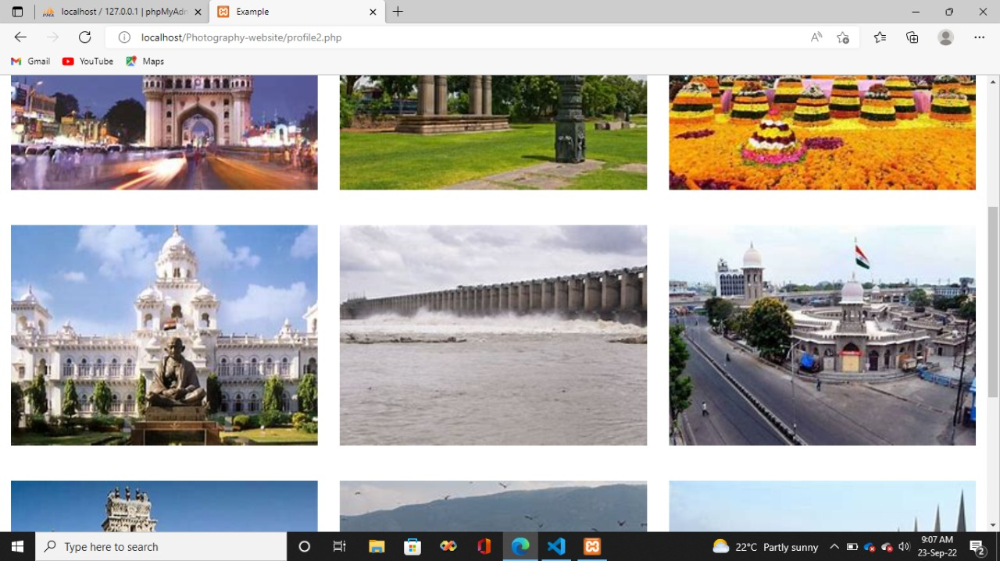 localhost / 127.0.0.1 | phpMyAdn
Example
localhost/Photography-website/profile2.php
Gmail
YouTube
Maps
Type here to search
22°C Partly sunny
9:07 AM
23-Sep-22
2